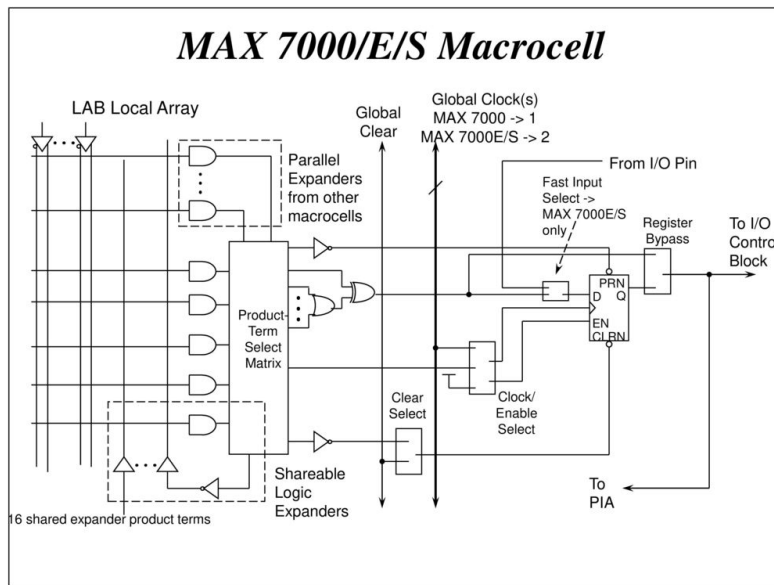 MAX 7000/E/S Macrocell
LAB Local Array
Global
Clear
Global Clock(s)
MAX 7000 -> 1
MAX 7000E/S -> 2
Parallel
Expanders
from other
macrocells
From I/O Pin
Fast Input
Select ->
MAX 7000E/S
only
Register
Bypass
To I/O
Control
Block
Product-
Term
Select
Matrix
PRN
D Q
EN
CLRN
Clear
Select
Clock/
Enable
Select
Shareable
Logic
Expanders
To
PIA
16 shared expander product terms